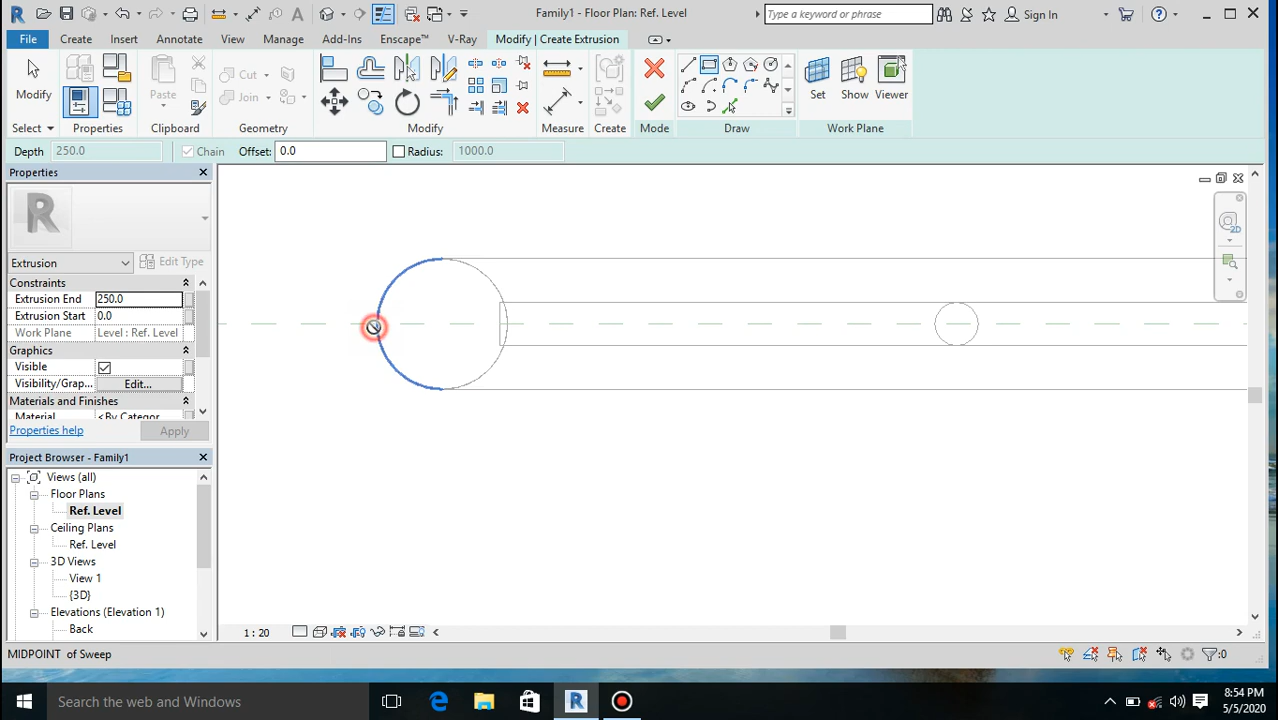 Family1 - Floor Plan: Ref. Level
Type a keyword or phrase
Sign In
File
Create
Insert
Annotate
View
Manage
Add-Ins
Enscape™
V-Ray
Modify | Create Extrusion
Modify
Paste
Cut
Join
Set
Show
Viewer
Select
Properties
Clipboard
Geometry
Modify
Measure
Create
Mode
Draw
Work Plane
Depth 250.0
Chain
Offset: 0.0
Radius: 1000.0
Properties
2D
Extrusion
Edit Type
Constraints
Extrusion End 250.0
Extrusion Start 0.0
Work Plane Level : Ref. Level
Graphics
Visible
Visibility/Grap... Edit...
Materials and Finishes
Material <By Categor
Properties help
Apply
Project Browser - Family1
Views (all)
Floor Plans
Ref. Level
Ceiling Plans
Ref. Level
3D Views
View 1
{3D}
Elevations (Elevation 1)
Back
1 : 20
MIDPOINT of Sweep
:0
Search the web and Windows
8:54 PM
5/5/2020